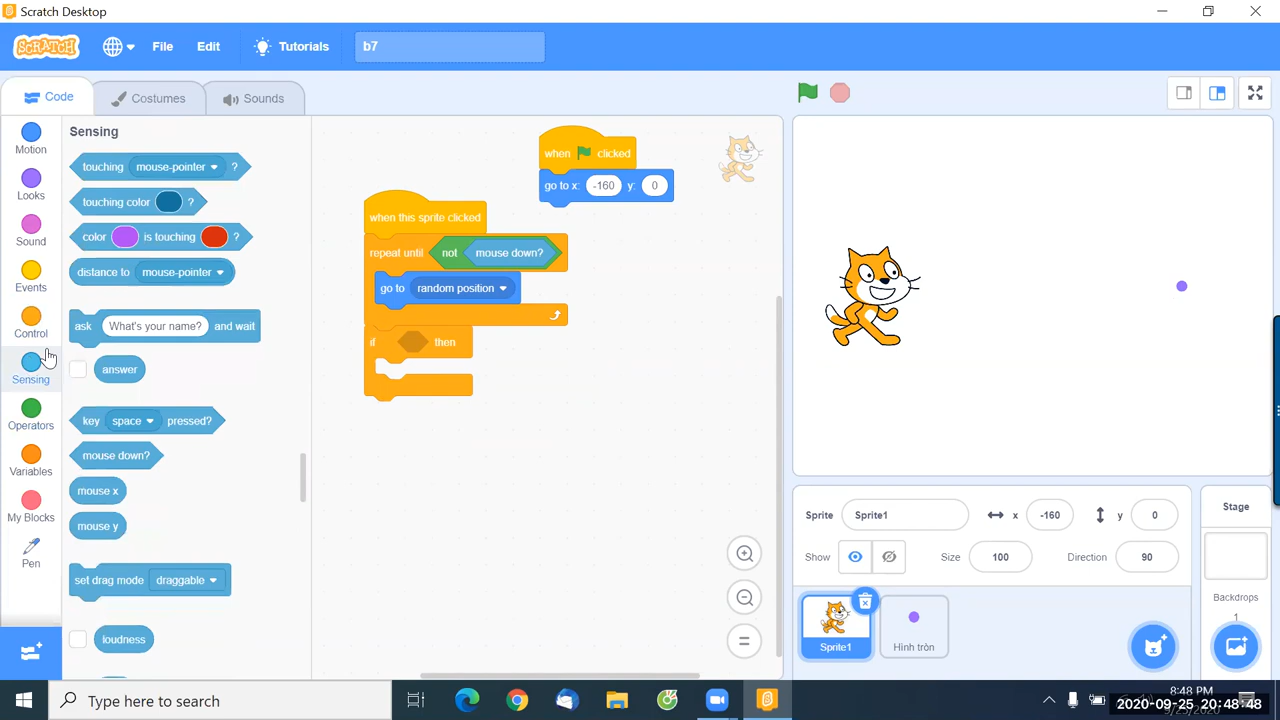 Scratch Desktop
SCRATCH
File
Edit
Tutorials
b7
Code
Costumes
Sounds
Motion
Looks
Sound
Events
Control
Sensing
Operators
Variables
My Blocks
Pen
Sensing
touching mouse-pointer ?
touching color ?
color is touching ?
distance to mouse-pointer
ask What's your name? and wait
answer
key space pressed?
mouse down?
mouse x
mouse y
set drag mode draggable
loudness
when clicked
go to x: -160 y: 0
when this sprite clicked
repeat until not mouse down?
go to random position
if then
Sprite Sprite1 x -160 y 0
Show Size 100 Direction 90
Sprite1
Hình tròn
Stage
Backdrops
1
Type here to search
8:48 PM
2020-09-25 20:48:48